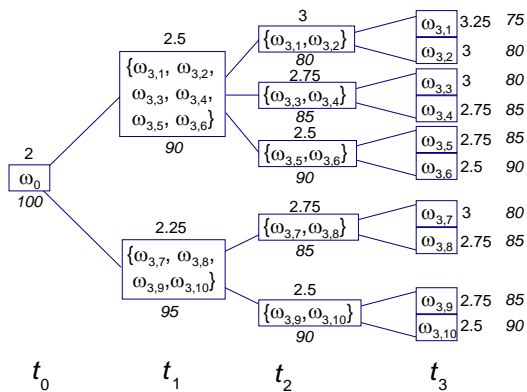 3
ω3,1 3.25 75
2.5
{ω3,1,ω3,2}
80
ω3,2 3 80
{ω3,1, ω3,2,
ω3,3, ω3,4,
ω3,5, ω3,6}
90
2.75
{ω3,3,ω3,4}
85
ω3,3 3 80
ω3,4 2.75 85
2.5
{ω3,5,ω3,6}
90
ω3,5 2.75 85
ω3,6 2.5 90
2
ω0
100
2.25
{ω3,7, ω3,8,
ω3,9,ω3,10}
95
2.75
{ω3,7,ω3,8}
85
ω3,7 3 80
ω3,8 2.75 85
2.5
{ω3,9,ω3,10}
90
ω3,9 2.75 85
ω3,10 2.5 90
t0 t1 t2 t3